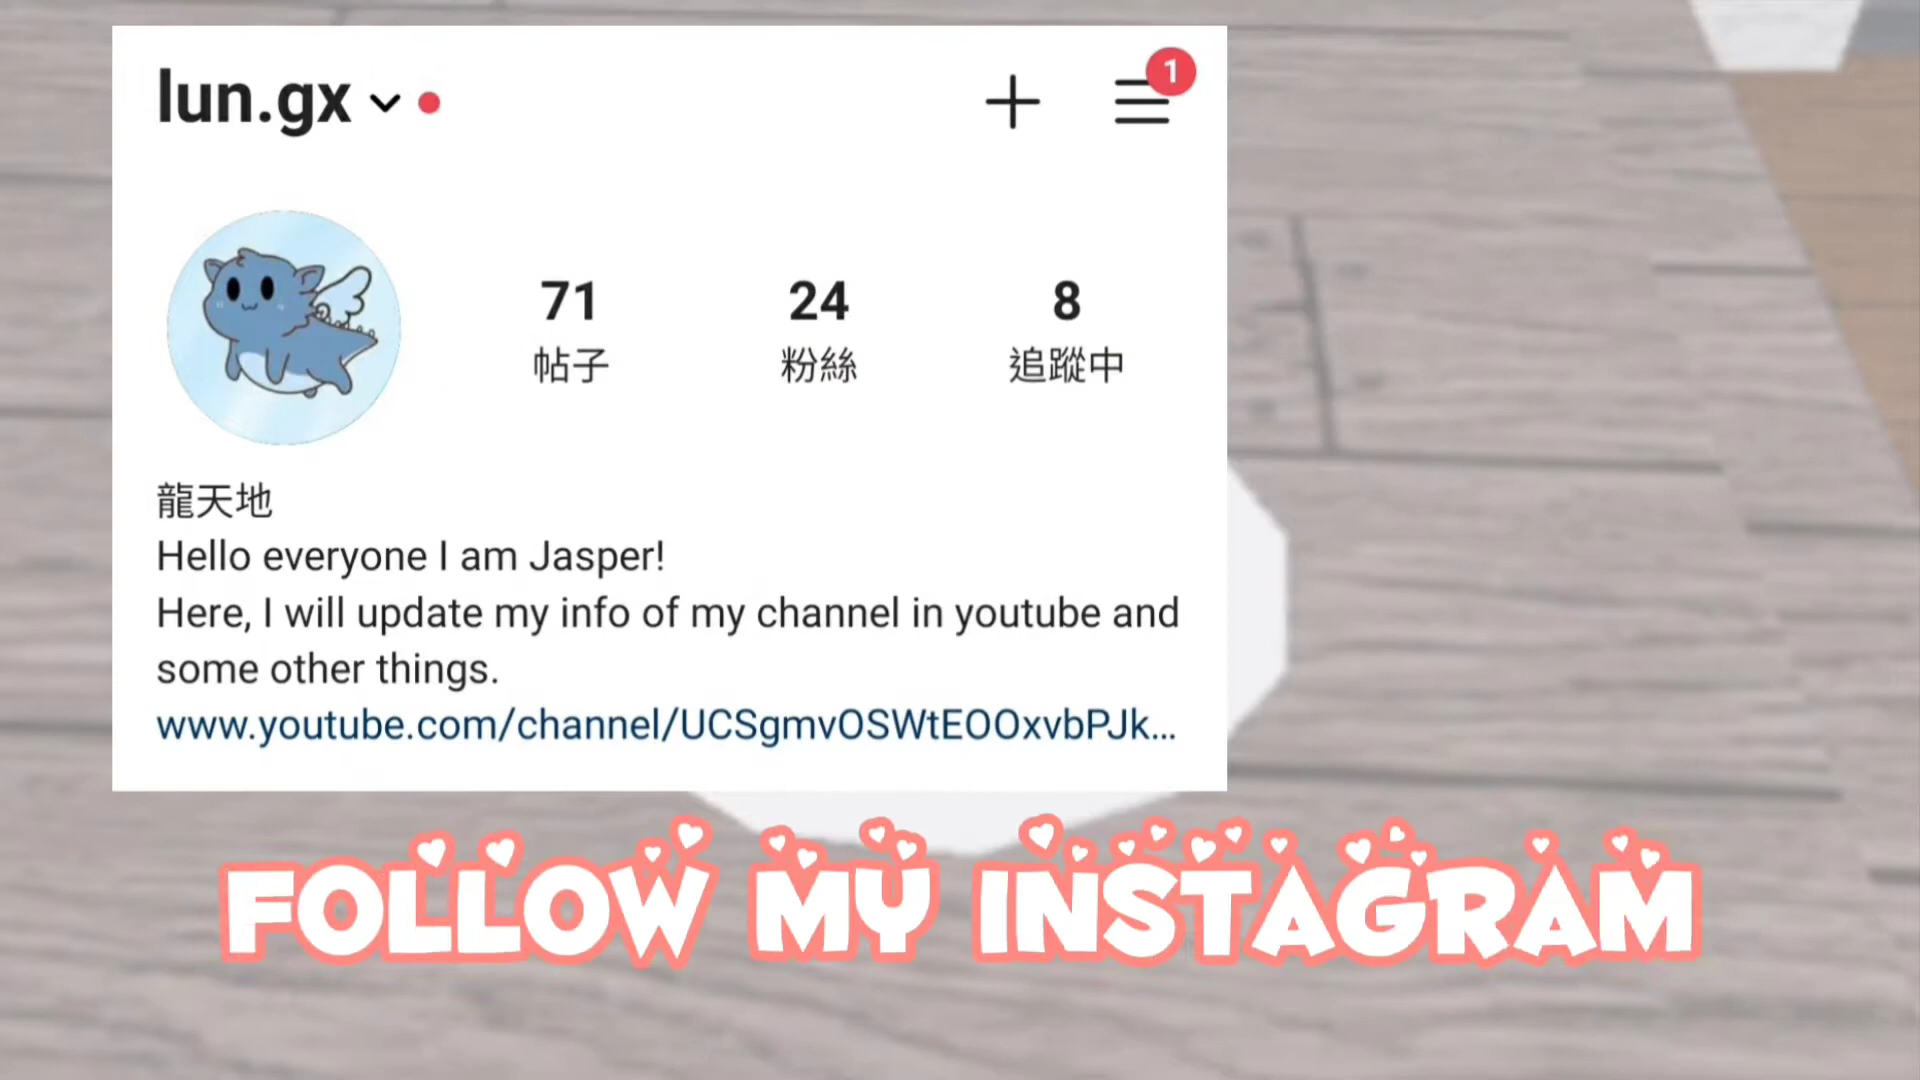 lun.gx
1
71
24
8
帖子
粉絲
追蹤中
龍天地
Hello everyone I am Jasper!
Here, I will update my info of my channel in youtube and
some other things.
www.youtube.com/channel/UCSgmvOSWtEOOxvbPJk...
FOLLOW MY INSTAGRAM